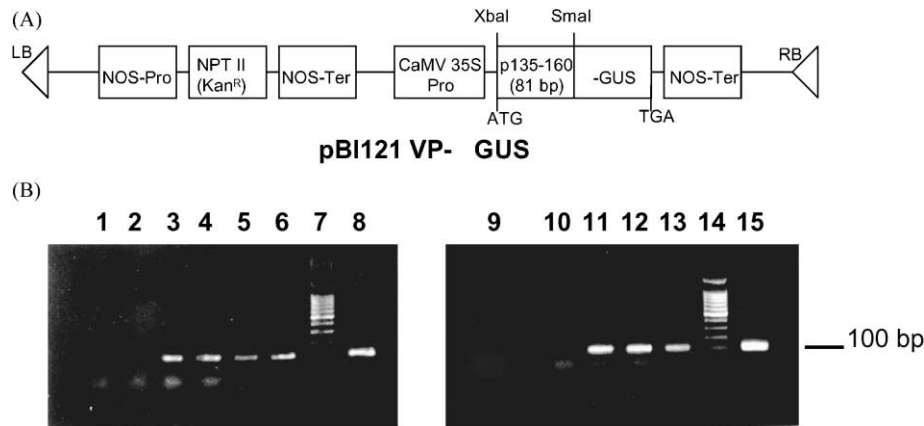 (A)
XbaI SmaI
LB RB
NOS-Pro NPT II (Kanᴿ) NOS-Ter CaMV 35S Pro p135-160 (81 bp) -GUS NOS-Ter
ATG TGA
pBI121 VP- GUS
(B)
1 2 3 4 5 6 7 8 9 10 11 12 13 14 15
100 bp